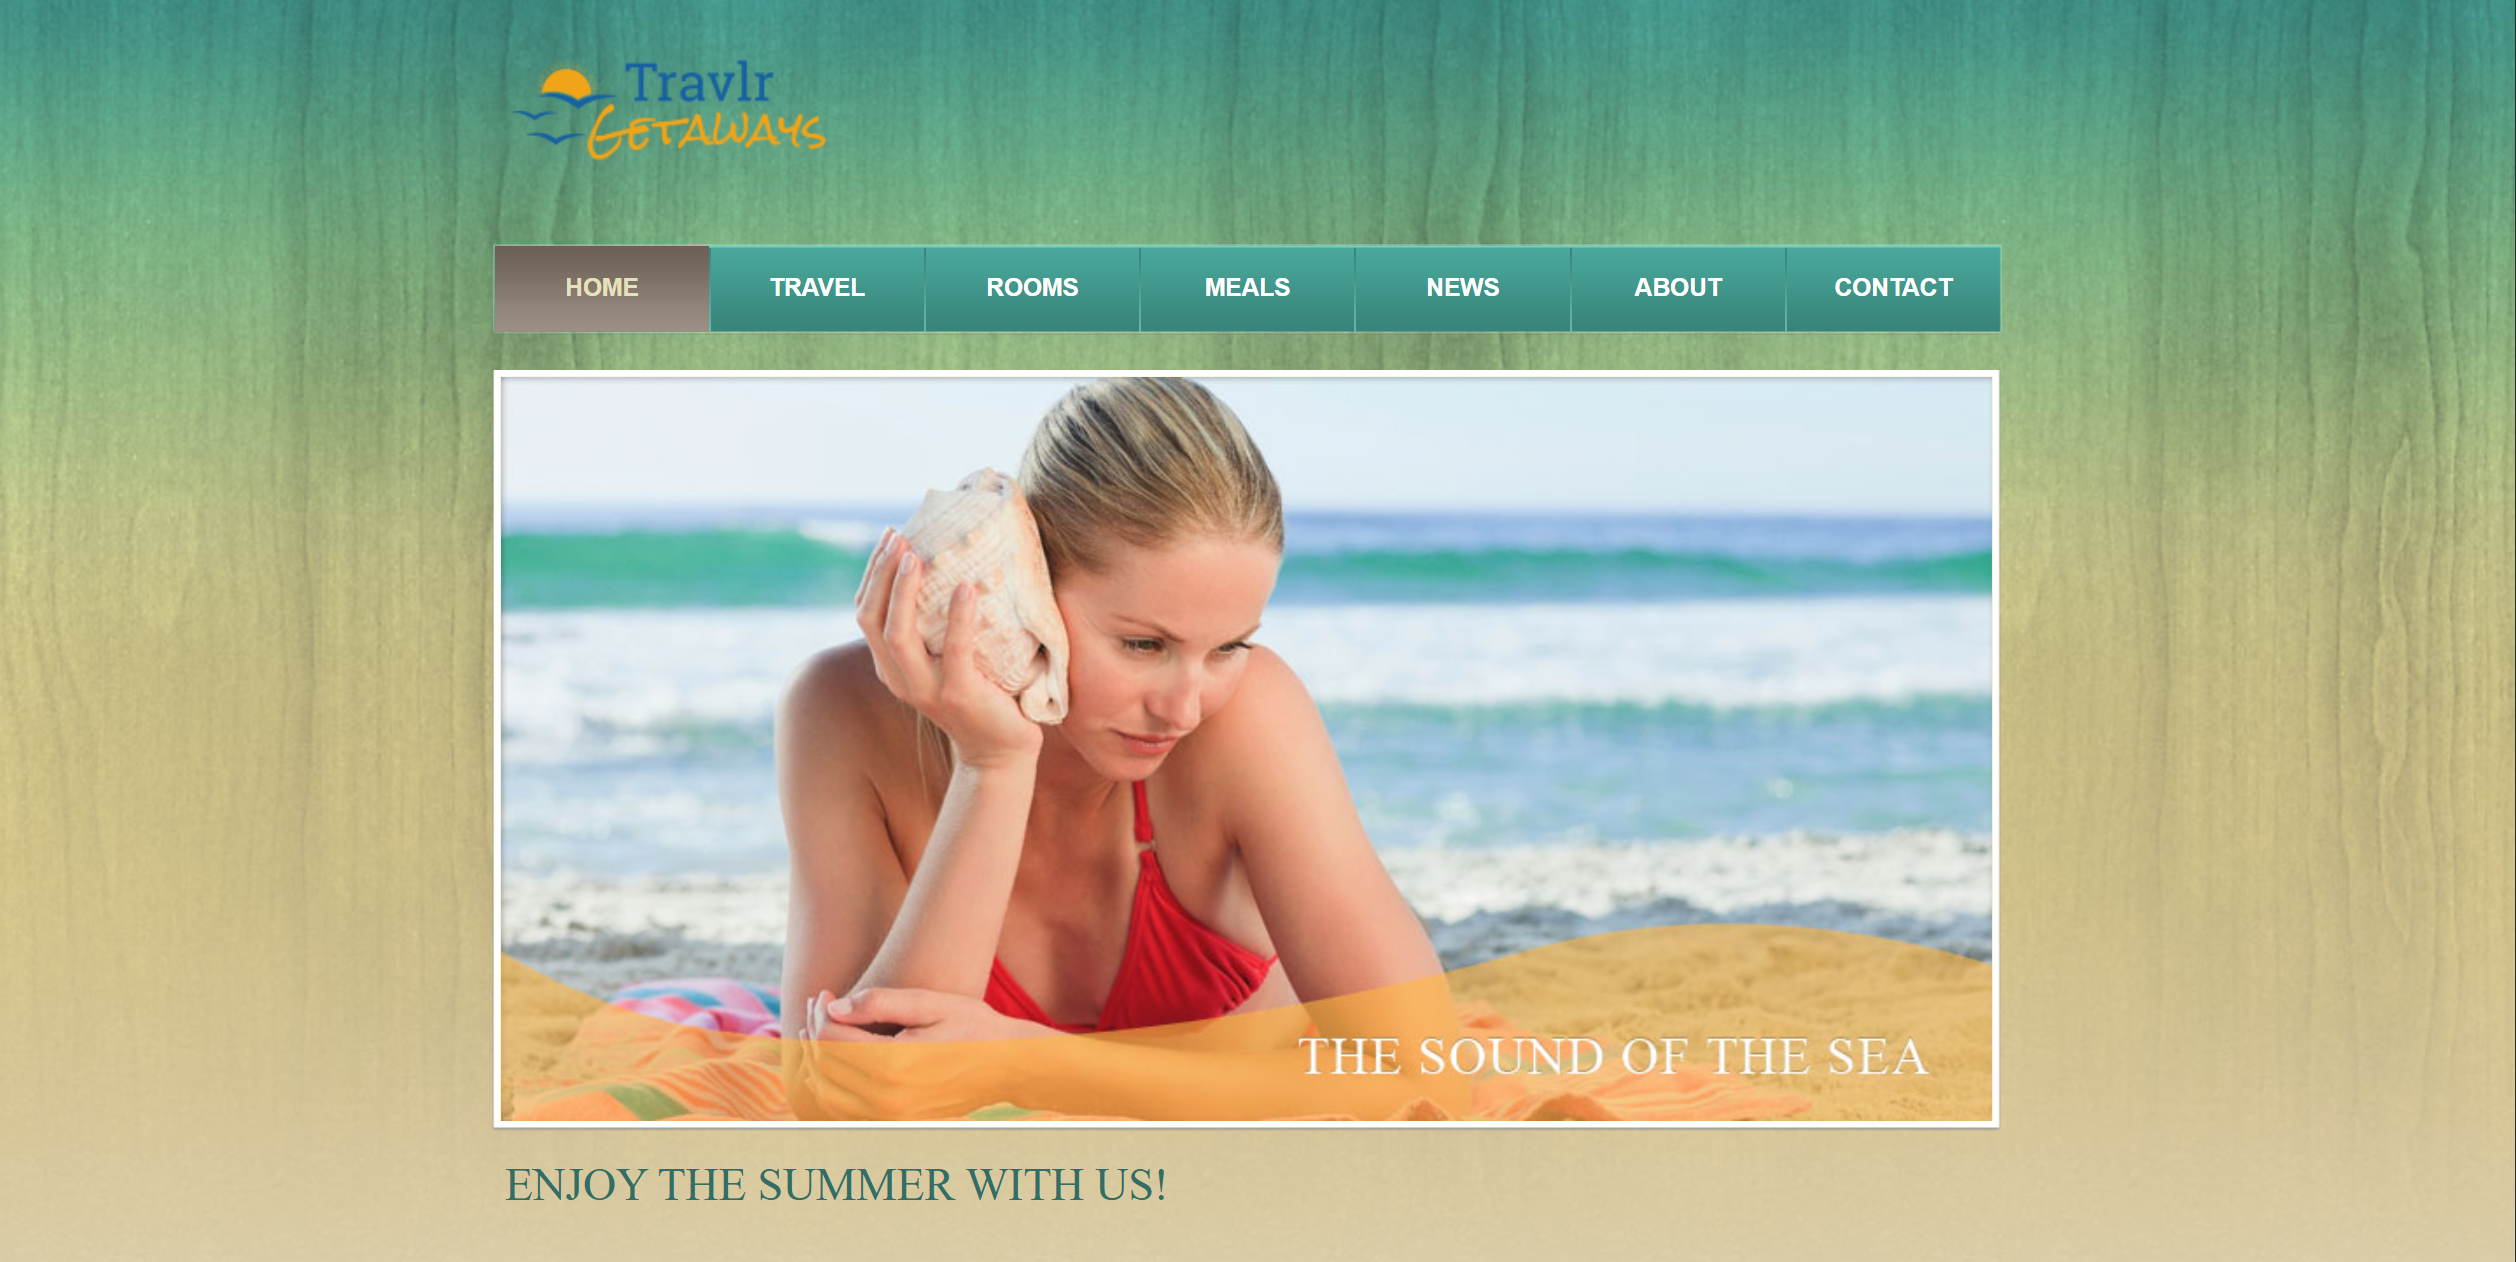 Travlr
GETAWAYS
HOME TRAVEL ROOMS MEALS NEWS ABOUT CONTACT
THE SOUND OF THE SEA
ENJOY THE SUMMER WITH US!